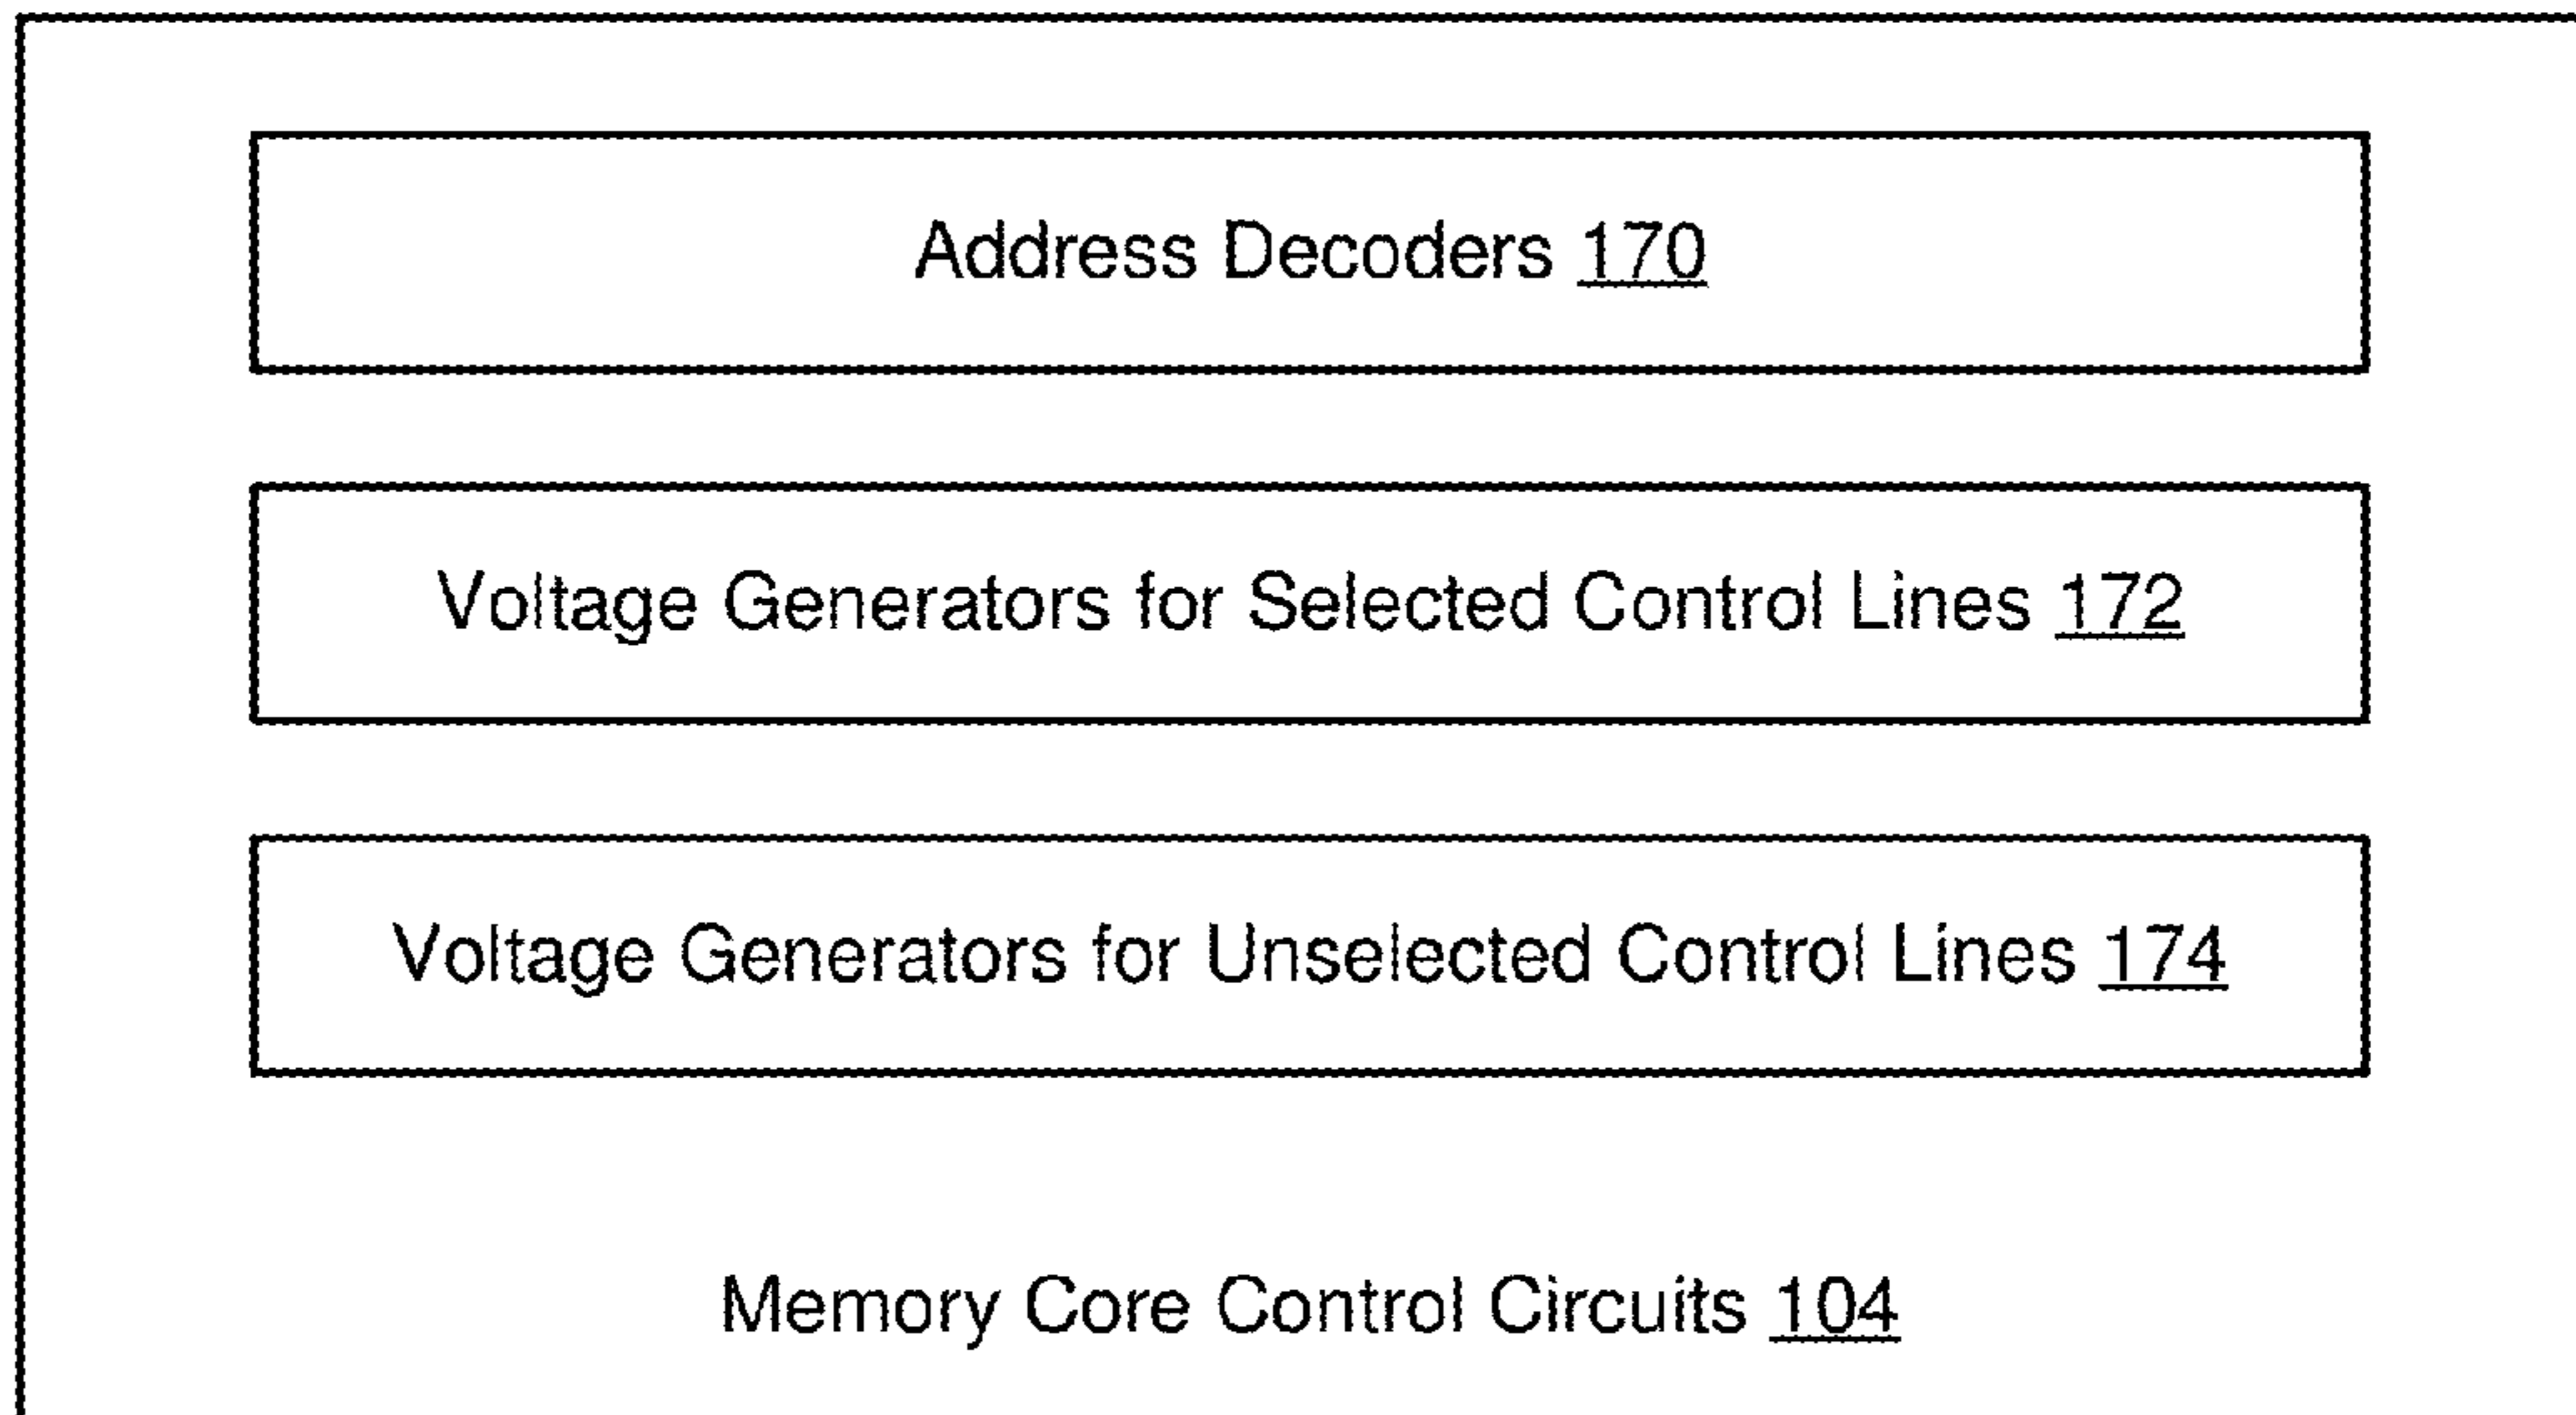 Address Decoders 170
Voltage Generators for Selected Control Lines 172
Voltage Generators for Unselected Control Lines 174
Memory Core Control Circuits 104